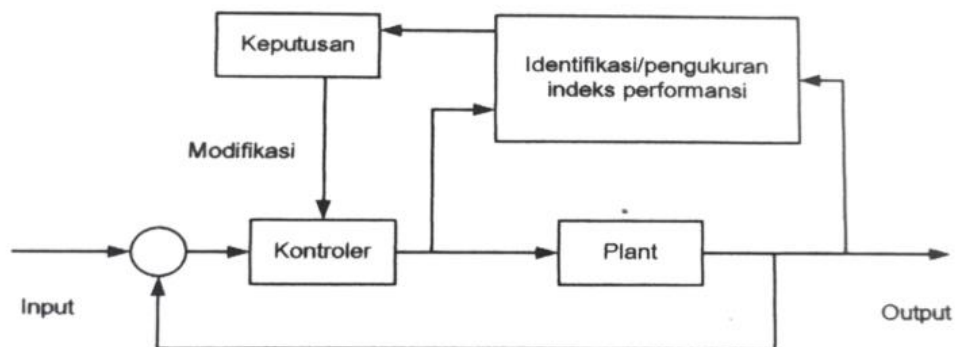 Keputusan
Identifikasi/pengukuran
indeks performansi
Modifikasi
Kontroler
Plant
Input
Output